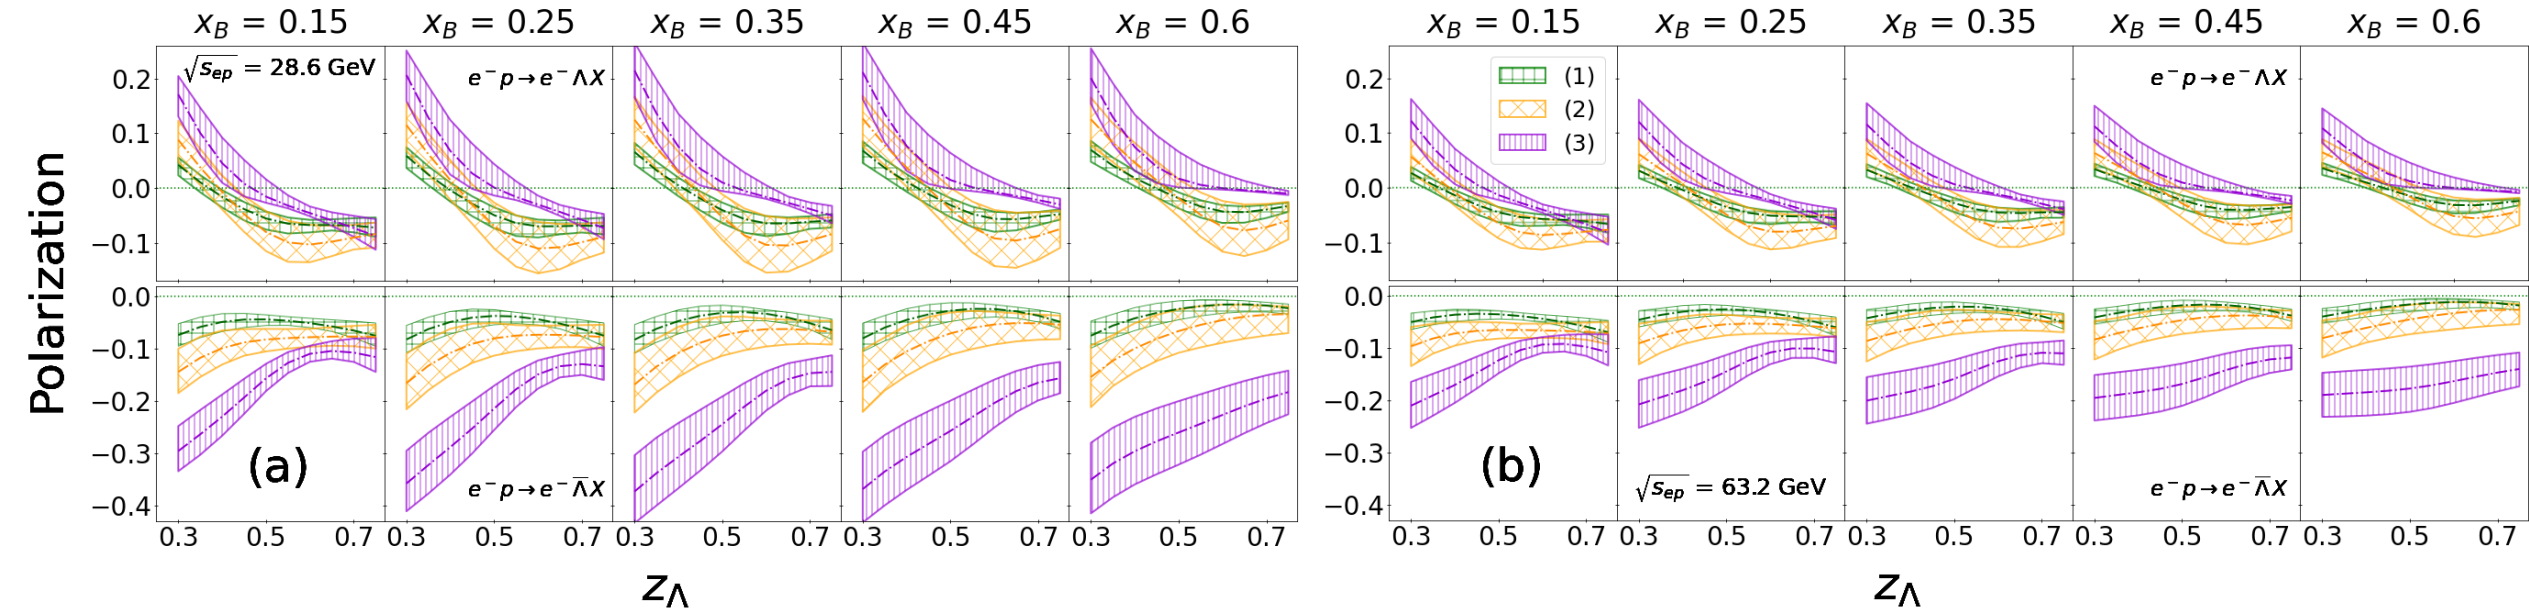 x_B = 0.15 x_B = 0.25 x_B = 0.35 x_B = 0.45 x_B = 0.6
√s_ep = 28.6 GeV
e⁻p→e⁻ΛX
0.2
0.1
0.0
−0.1
0.0
−0.1
−0.2
−0.3
−0.4
Polarization
(a)
e⁻p→e⁻Λ̅X
0.3 0.5 0.7 0.3 0.5 0.7 0.3 0.5 0.7 0.3 0.5 0.7 0.3 0.5 0.7
z_Λ
x_B = 0.15 x_B = 0.25 x_B = 0.35 x_B = 0.45 x_B = 0.6
(1)
(2)
(3)
e⁻p→e⁻ΛX
0.2
0.1
0.0
−0.1
0.0
−0.1
−0.2
−0.3
−0.4
(b)
√s_ep = 63.2 GeV
e⁻p→e⁻Λ̅X
0.3 0.5 0.7 0.3 0.5 0.7 0.3 0.5 0.7 0.3 0.5 0.7 0.3 0.5 0.7
z_Λ